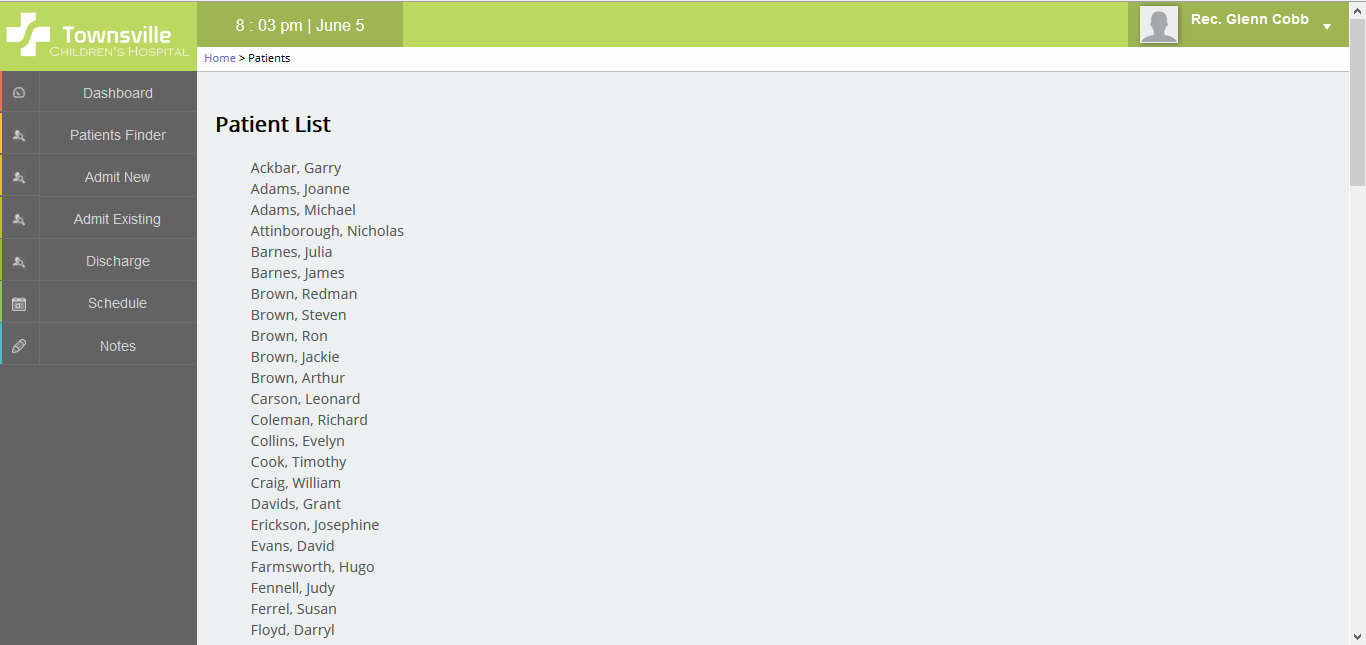 Townsville
CHILDREN'S HOSPITAL
8 : 03 pm | June 5
Rec. Glenn Cobb
Home > Patients
Dashboard
Patients Finder
Admit New
Admit Existing
Discharge
Schedule
Notes
Patient List
Ackbar, Garry
Adams, Joanne
Adams, Michael
Attinborough, Nicholas
Barnes, Julia
Barnes, James
Brown, Redman
Brown, Steven
Brown, Ron
Brown, Jackie
Brown, Arthur
Carson, Leonard
Coleman, Richard
Collins, Evelyn
Cook, Timothy
Craig, William
Davids, Grant
Erickson, Josephine
Evans, David
Farmsworth, Hugo
Fennell, Judy
Ferrel, Susan
Floyd, Darryl